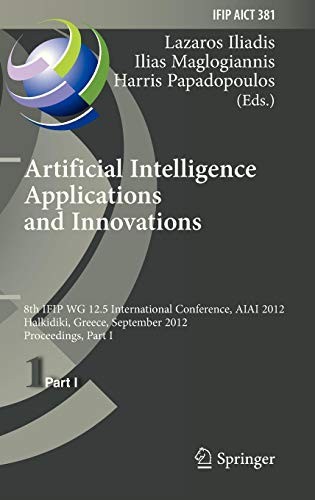 IFIP AICT 381
Lazaros Iliadis
Ilias Maglogiannis
Harris Papadopoulos
(Eds.)
Artificial Intelligence
Applications
and Innovations
8th IFIP WG 12.5 International Conference, AIAI 2012
Halkidiki, Greece, September 2012
Proceedings, Part I
1 Part I
Springer